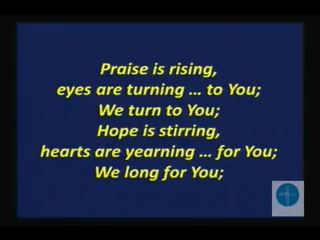 Praise is rising,
eyes are turning … to You;
We turn to You;
Hope is stirring,
hearts are yearning … for You;
We long for You;